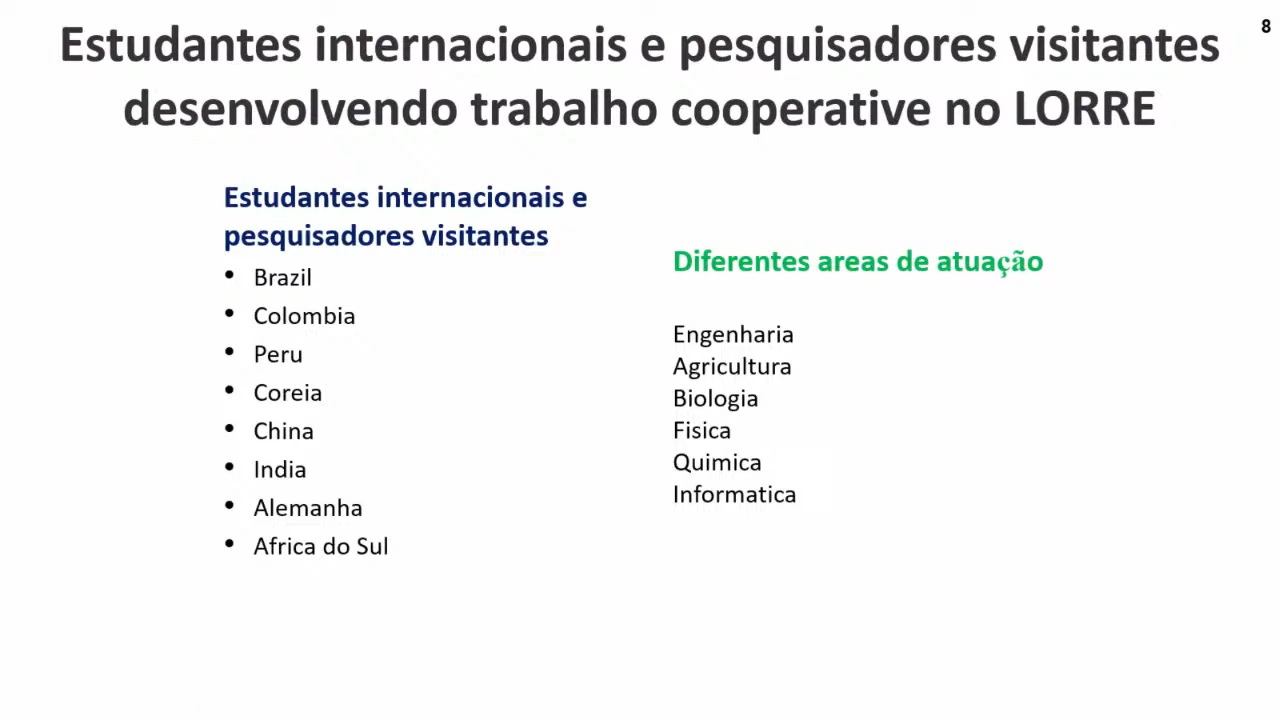 8
Estudantes internacionais e pesquisadores visitantes
desenvolvendo trabalho cooperative no LORRE
Estudantes internacionais e
pesquisadores visitantes
• Brazil
• Colombia
• Peru
• Coreia
• China
• India
• Alemanha
• Africa do Sul
Diferentes areas de atuação
Engenharia
Agricultura
Biologia
Fisica
Quimica
Informatica